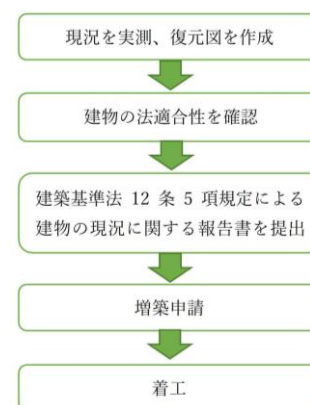 現況を実測、復元図を作成
建物の法適合性を確認
建築基準法 12 条 5 項規定による
建物の現況に関する報告書を提出
増築申請
着工